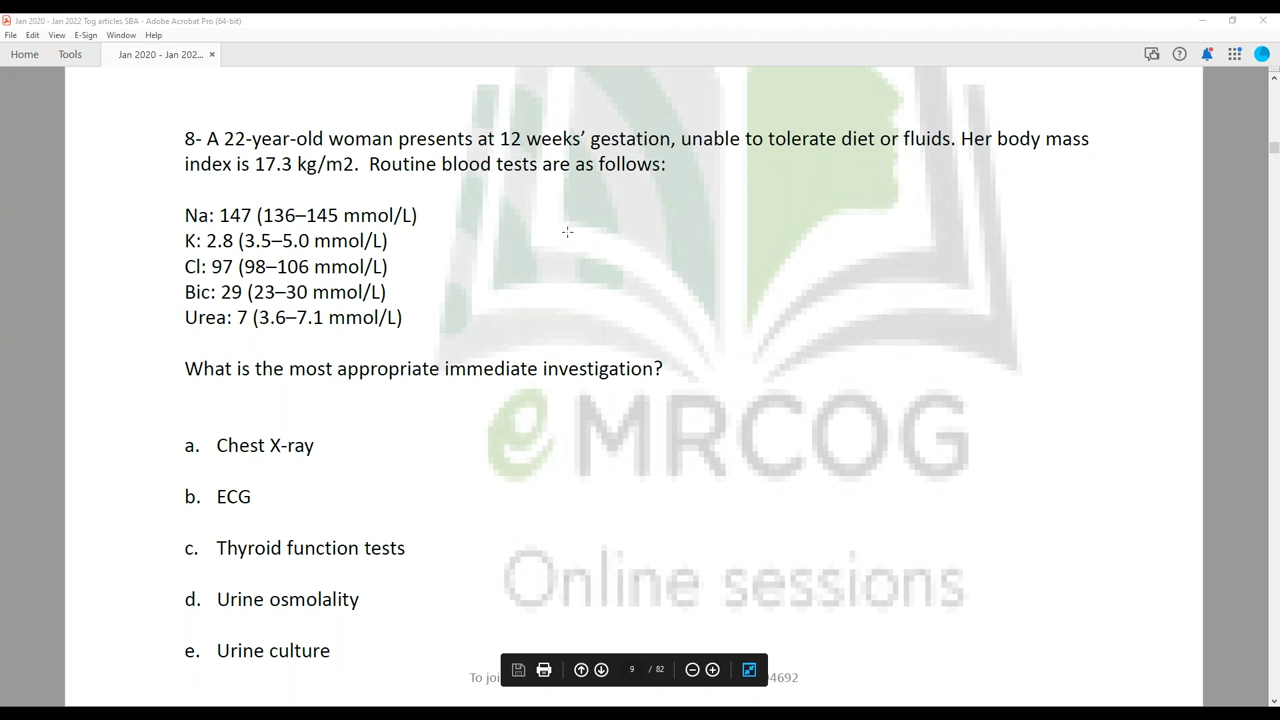 Jan 2020 - Jan 2022 Tog articles SBA - Adobe Acrobat Pro (64-bit)
File Edit View E-Sign Window Help
Home Tools Jan 2020 - Jan 202... ×
8- A 22-year-old woman presents at 12 weeks’ gestation, unable to tolerate diet or fluids. Her body mass
index is 17.3 kg/m2. Routine blood tests are as follows:
Na: 147 (136–145 mmol/L)
K: 2.8 (3.5–5.0 mmol/L)
Cl: 97 (98–106 mmol/L)
Bic: 29 (23–30 mmol/L)
Urea: 7 (3.6–7.1 mmol/L)
What is the most appropriate immediate investigation?
a. Chest X-ray
eMRCOG
b. ECG
c. Thyroid function tests
Online sessions
d. Urine osmolality
e. Urine culture
9 / 82
To joi
4692